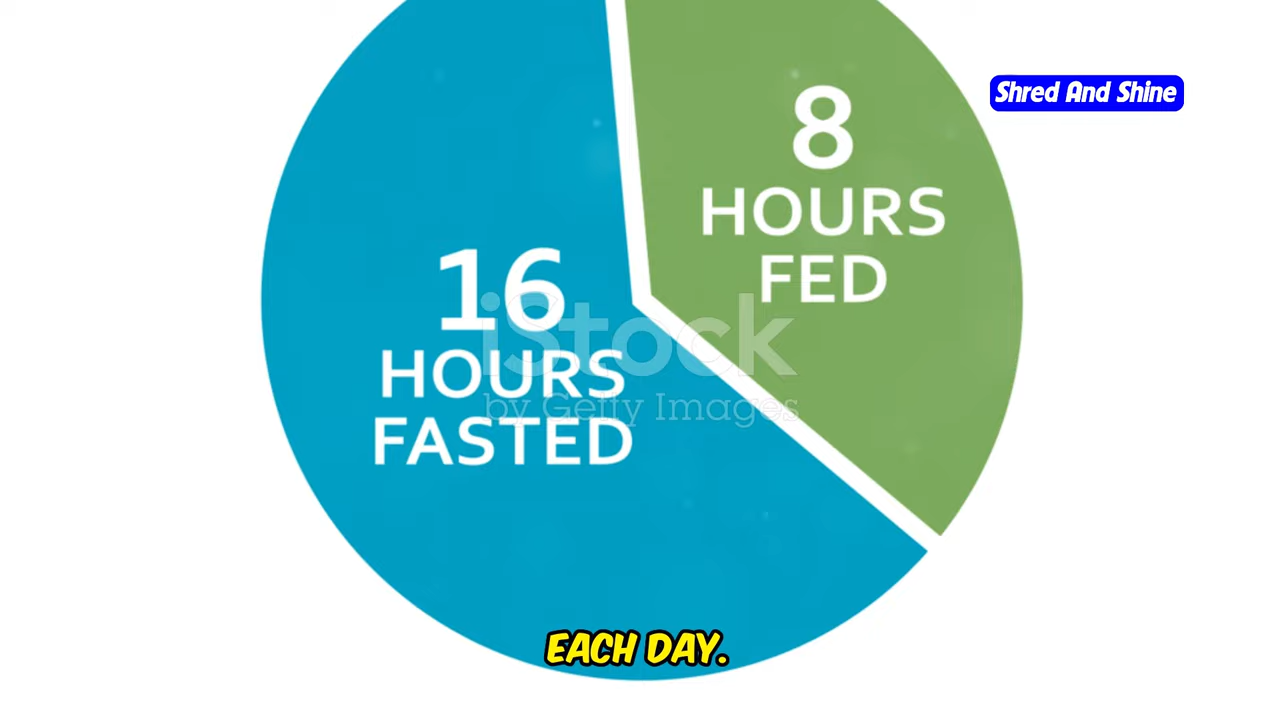 Shred And Shine
8
HOURS
FED
16
HOURS
FASTED
iStock
by Getty Images
EACH DAY.